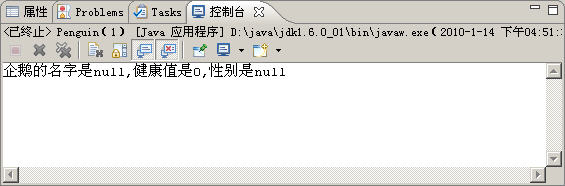 属性 Problems Tasks 控制台
<已终止> Penguin(1) [Java 应用程序] D:\java\jdk1.6.0_01\bin\javaw.exe(2010-1-14 下午04:51:
企鹅的名字是null,健康值是0,性别是null